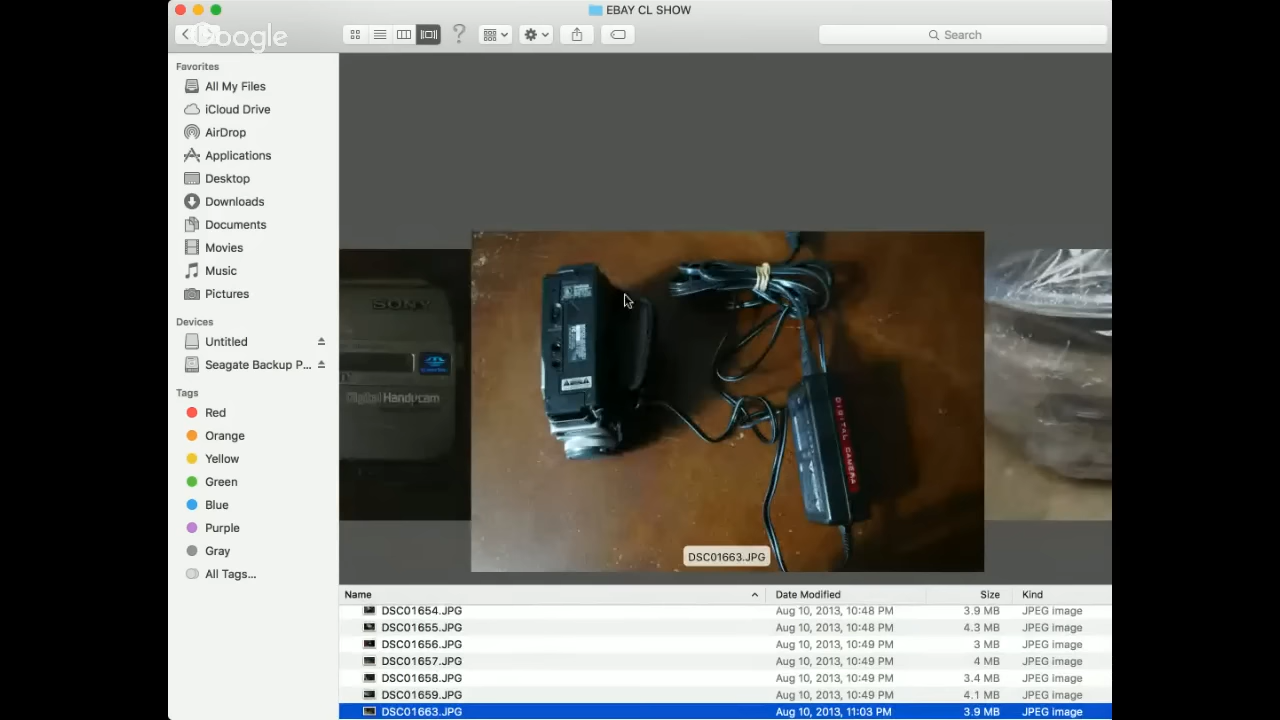 EBAY CL SHOW
Google
Search
Favorites
All My Files
iCloud Drive
AirDrop
Applications
Desktop
Downloads
Documents
Movies
Music
Pictures
Devices
Untitled
Seagate Backup P...
Tags
Red
Orange
Yellow
Green
Blue
Purple
Gray
All Tags...
SONY
Digital Handycam
DIGITAL CAMERA
DSC01663.JPG
Name Date Modified Size Kind
DSC01654.JPG Aug 10, 2013, 10:48 PM 3.9 MB JPEG image
DSC01655.JPG Aug 10, 2013, 10:48 PM 4.3 MB JPEG image
DSC01656.JPG Aug 10, 2013, 10:49 PM 3 MB JPEG image
DSC01657.JPG Aug 10, 2013, 10:49 PM 4 MB JPEG image
DSC01658.JPG Aug 10, 2013, 10:49 PM 3.4 MB JPEG image
DSC01659.JPG Aug 10, 2013, 10:49 PM 4.1 MB JPEG image
DSC01663.JPG Aug 10, 2013, 11:03 PM 3.9 MB JPEG image